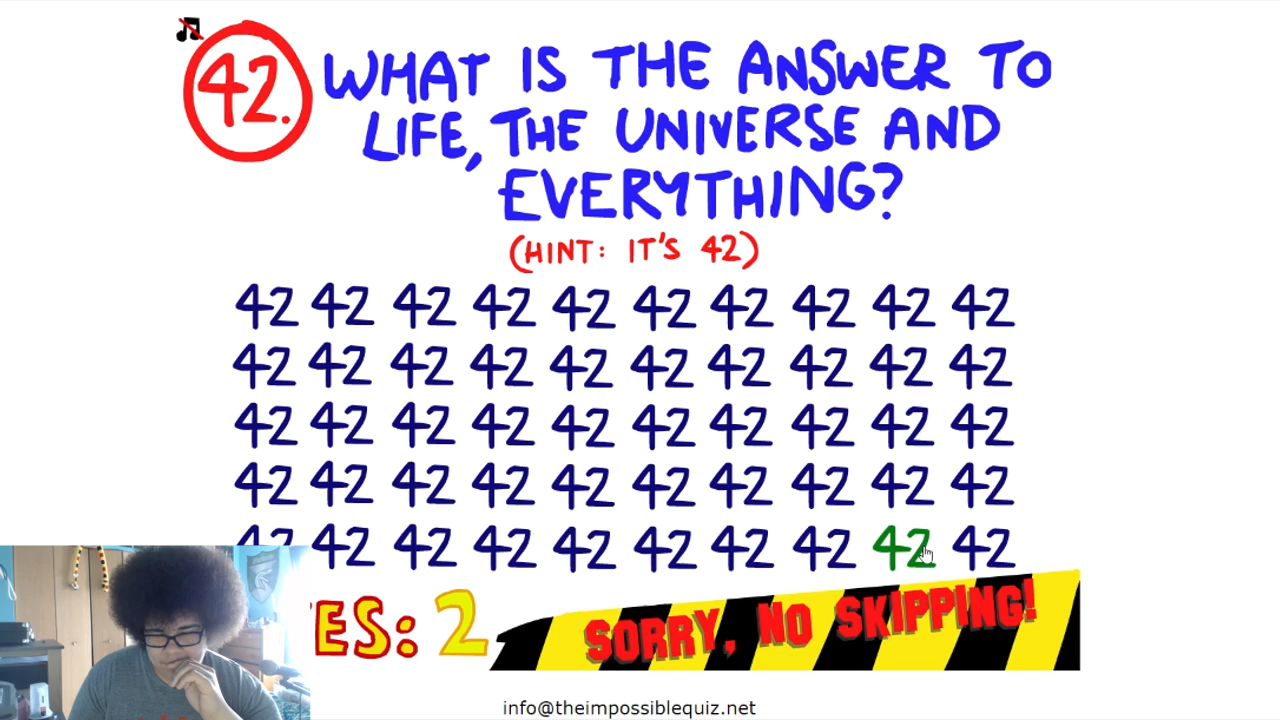 42. WHAT IS THE ANSWER TO
LIFE, THE UNIVERSE AND
EVERYTHING?
(HINT: IT'S 42)
42 42 42 42 42 42 42 42 42 42
42 42 42 42 42 42 42 42 42 42
42 42 42 42 42 42 42 42 42 42
42 42 42 42 42 42 42 42 42 42
42 42 42 42 42 42 42 42 42 42
ES: 2
SORRY, NO SKIPPING!
info@theimpossiblequiz.net